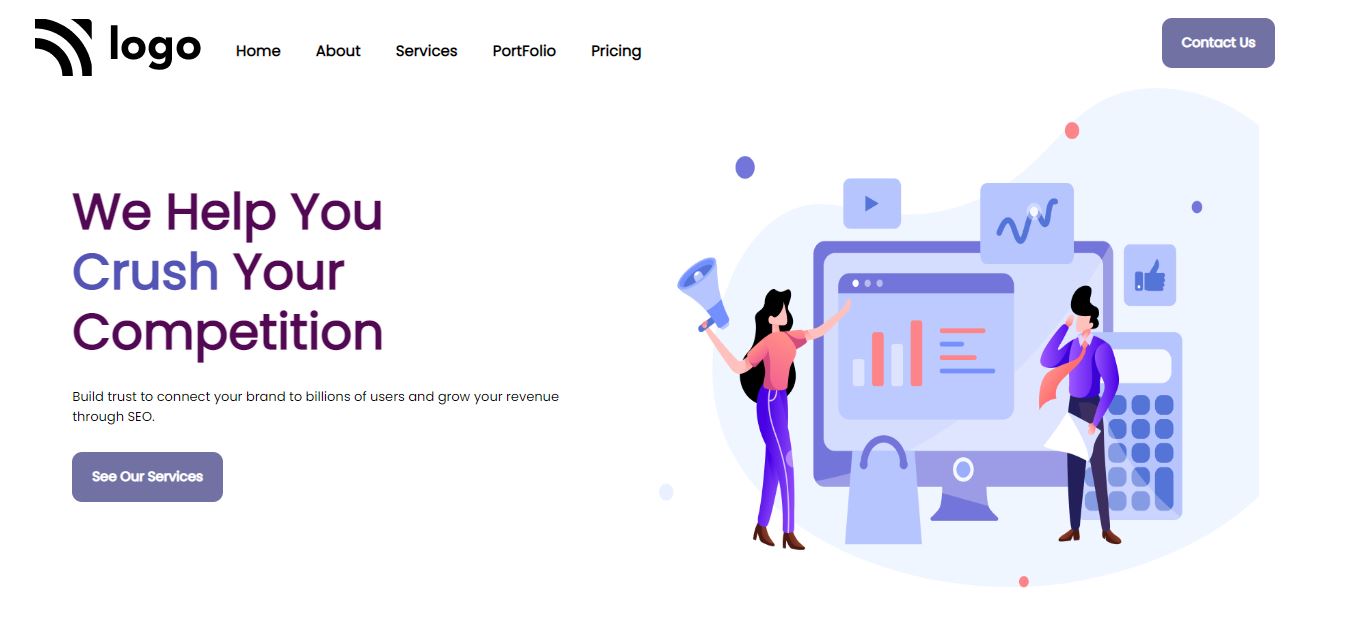 logo
Home
About
Services
PortFolio
Pricing
Contact Us
We Help You
Crush Your
Competition
Build trust to connect your brand to billions of users and grow your revenue
through SEO.
See Our Services